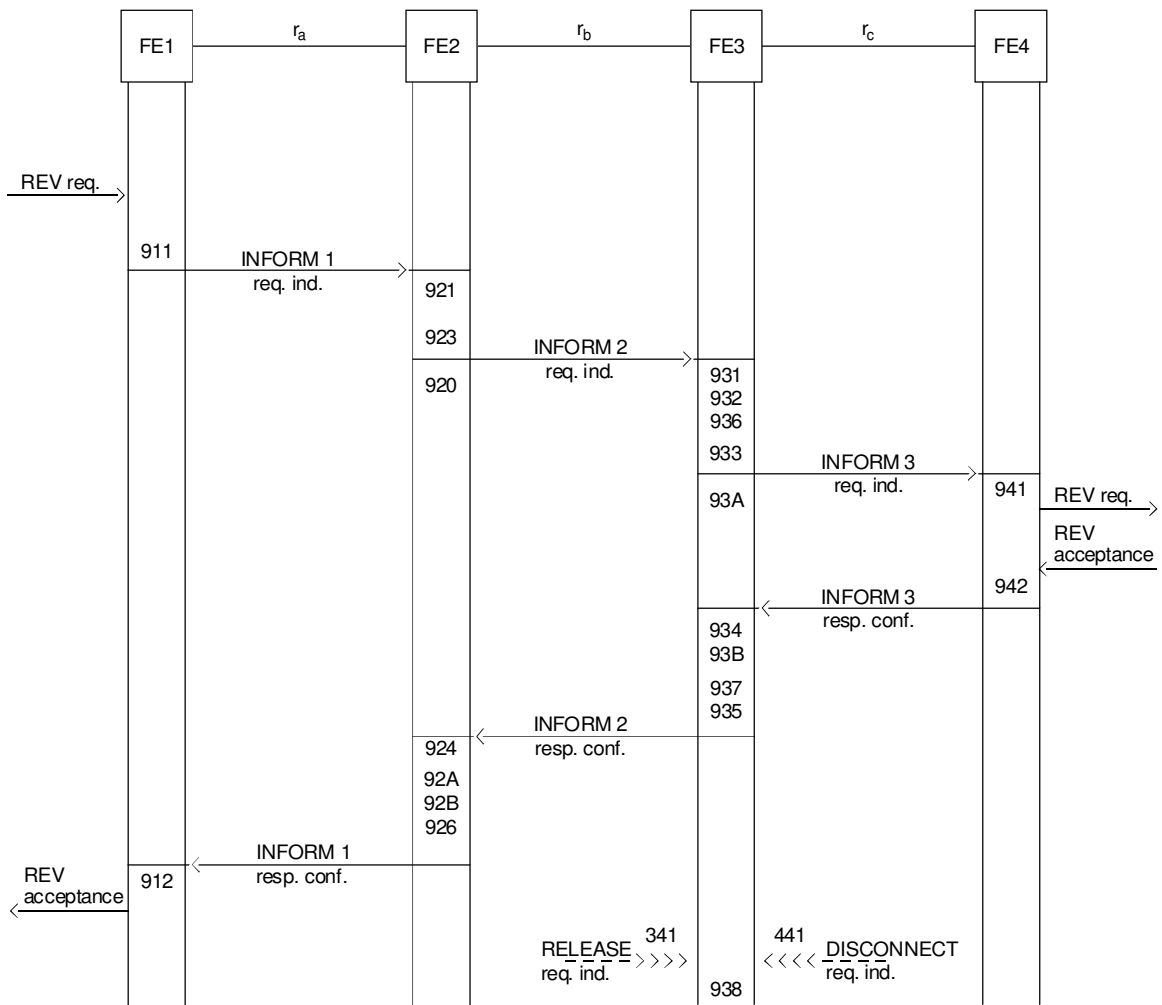 FE1
r_a
FE2
r_b
FE3
r_c
FE4
REV req.
911
INFORM 1
req. ind.
921
923
INFORM 2
req. ind.
920
931
932
936
933
INFORM 3
req. ind.
941
93A
REV req.
REV
acceptance
942
INFORM 3
resp. conf.
934
93B
937
935
INFORM 2
resp. conf.
924
92A
92B
926
INFORM 1
resp. conf.
912
REV
acceptance
RELEASE
req. ind.
341
441
DISCONNECT
req. ind.
938